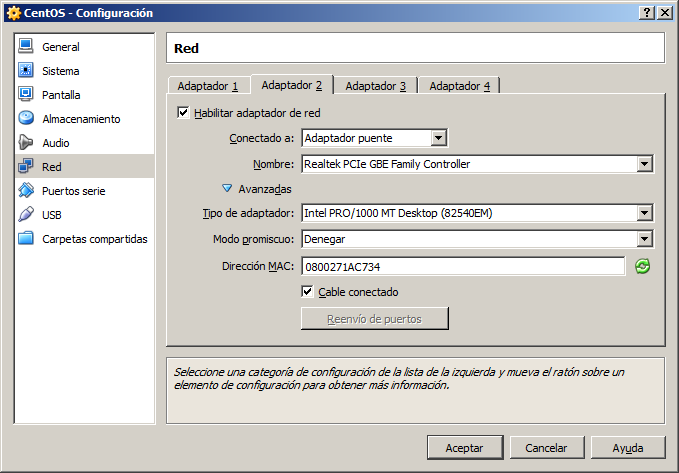 CentOS - Configuración
General
Sistema
Pantalla
Almacenamiento
Audio
Red
Puertos serie
USB
Carpetas compartidas
Red
Adaptador 1 Adaptador 2 Adaptador 3 Adaptador 4
Habilitar adaptador de red
Conectado a: Adaptador puente
Nombre: Realtek PCIe GBE Family Controller
Avanzadas
Tipo de adaptador: Intel PRO/1000 MT Desktop (82540EM)
Modo promiscuo: Denegar
Dirección MAC: 0800271AC734
Cable conectado
Reenvío de puertos
Seleccione una categoría de configuración de la lista de la izquierda y mueva el ratón sobre un
elemento de configuración para obtener más información.
Aceptar Cancelar Ayuda